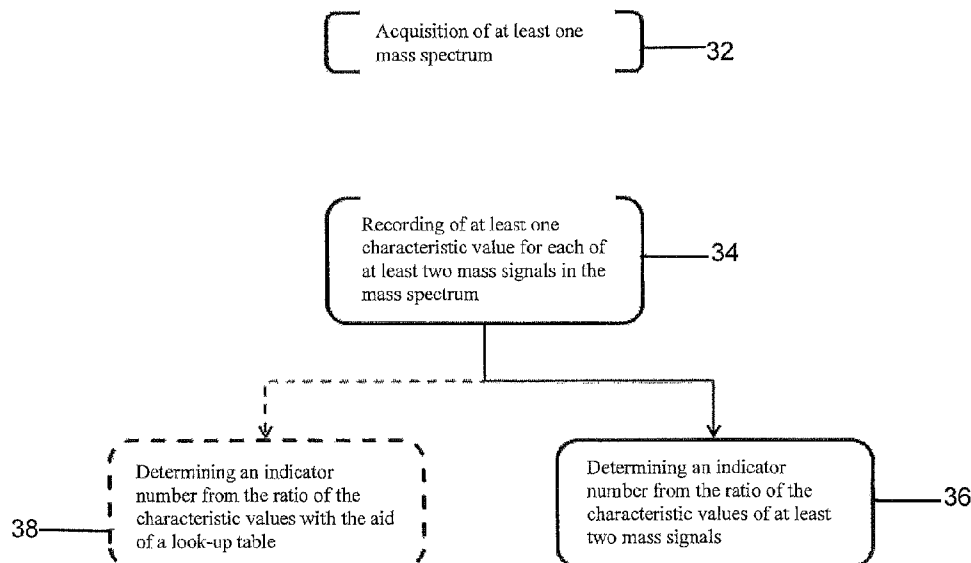 Acquisition of at least one
mass spectrum
32
Recording of at least one
characteristic value for each of
at least two mass signals in the
mass spectrum
34
Determining an indicator
number from the ratio of the
characteristic values with the aid
of a look-up table
38
Determining an indicator
number from the ratio of the
characteristic values of at least
two mass signals
36